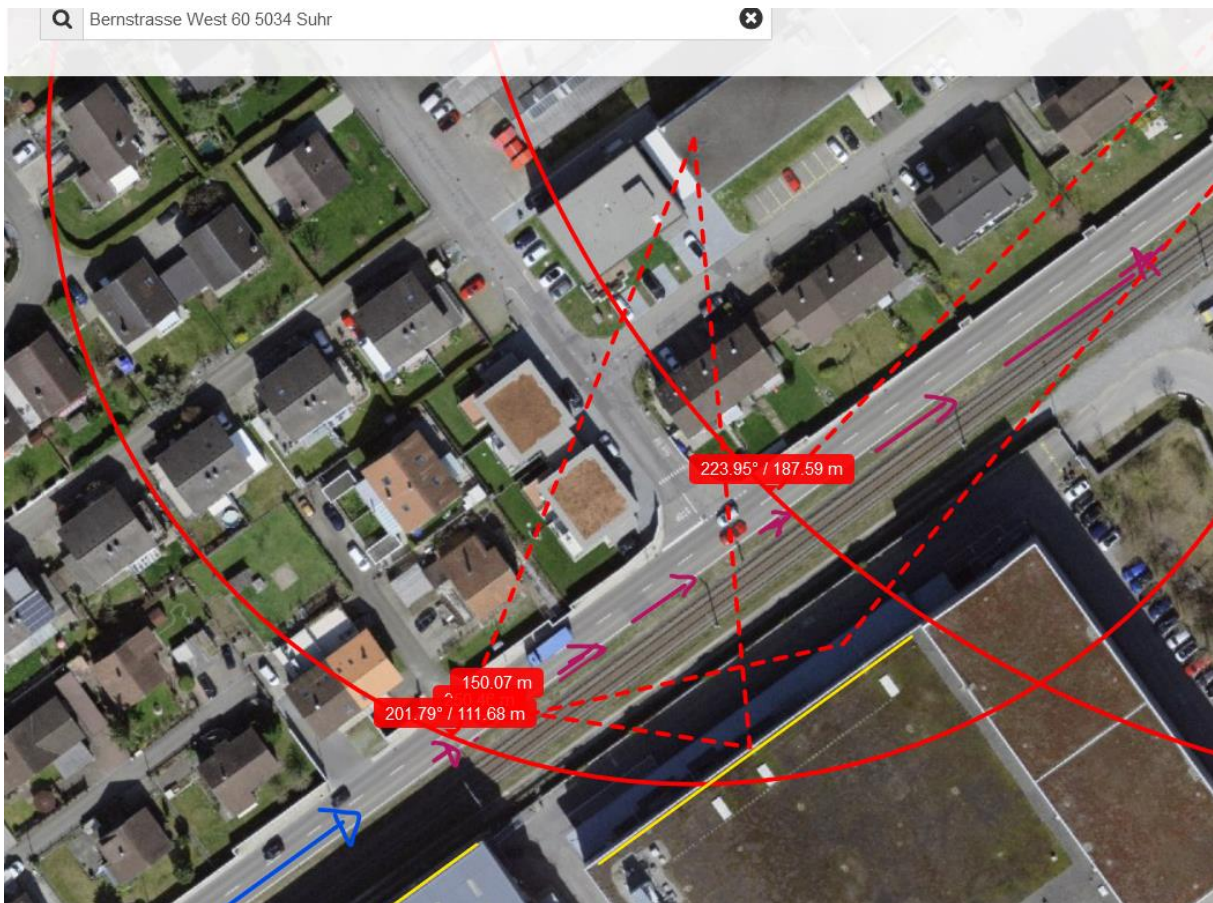 Bernstrasse West 60 5034 Suhr
223.95° / 187.59 m
150.07 m
201.79° / 111.68 m